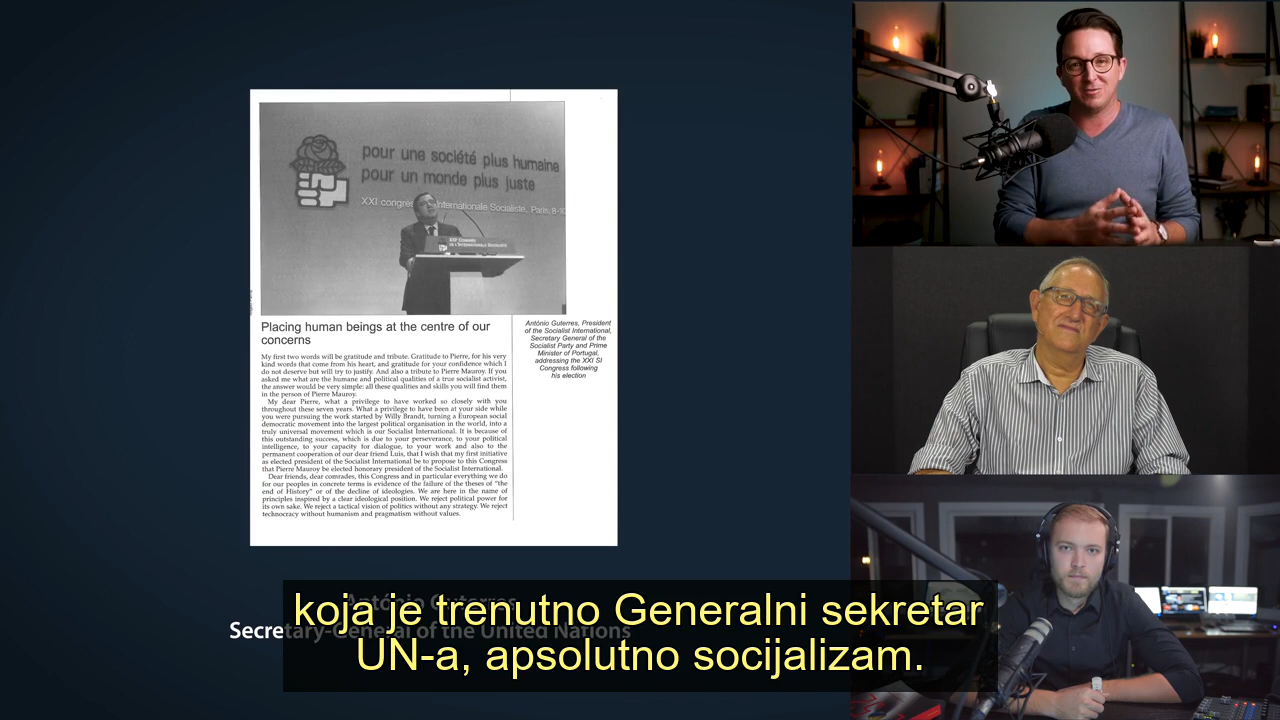 pour une société plus humaine
pour un monde plus juste
XXI congrès Internationale Socialiste, Paris, 8-10
XXI CONGRÈS
DE L'INTERNATIONALE SOCIALISTE
Placing human beings at the centre of our
concerns
António Guterres, President
of the Socialist International,
Secretary General of the
Socialist Party and Prime
Minister of Portugal,
addressing the XXI SI
Congress following
his election
My first two words will be gratitude and tribute. Gratitude to Pierre, for his very
kind words that come from his heart, and gratitude for your confidence which I
do not deserve but will try to justify. And also a tribute to Pierre Mauroy. If you
asked me what are the humane and political qualities of a true socialist activist,
the answer would be very simple: all these qualities and skills you will find them
in the person of Pierre Mauroy.
My dear Pierre, what a privilege to have worked so closely with you
throughout these seven years. What a privilege to have been at your side while
you were pursuing the work started by Willy Brandt, turning a European social
democratic movement into the largest political organisation in the world, into a
truly universal movement which is our Socialist International. It is because of
this outstanding success, which is due to your perseverance, to your political
intelligence, to your capacity for dialogue, to your work and also to the
permanent cooperation of our dear friend Luis, that I wish that my first initiative
as elected president of the Socialist International be to propose to this Congress
that Pierre Mauroy be elected honorary president of the Socialist International.
Dear friends, dear comrades, this Congress and in particular everything we do
for our peoples in concrete terms is evidence of the failure of the theses of "the
end of History" or of the decline of ideologies. We are here in the name of
principles inspired by a clear ideological position. We reject political power for
its own sake. We reject a tactical vision of politics without any strategy. We reject
technocracy without humanism and pragmatism without values.
António Guterres
Secretary-General of the United Nations
koja je trenutno Generalni sekretar
UN-a, apsolutno socijalizam.